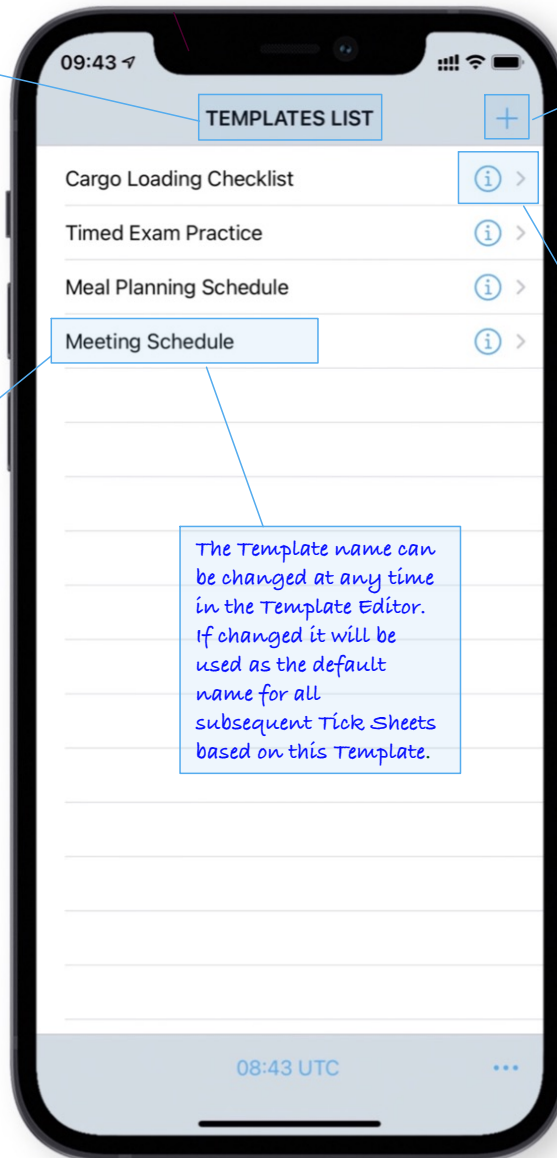 09:43
TEMPLATES LIST
+
Cargo Loading Checklist
Timed Exam Practice
Meal Planning Schedule
Meeting Schedule
The Template name can
be changed at any time
in the Template Editor.
If changed it will be
used as the default
name for all
subsequent Tick Sheets
based on this Template.
08:43 UTC
...